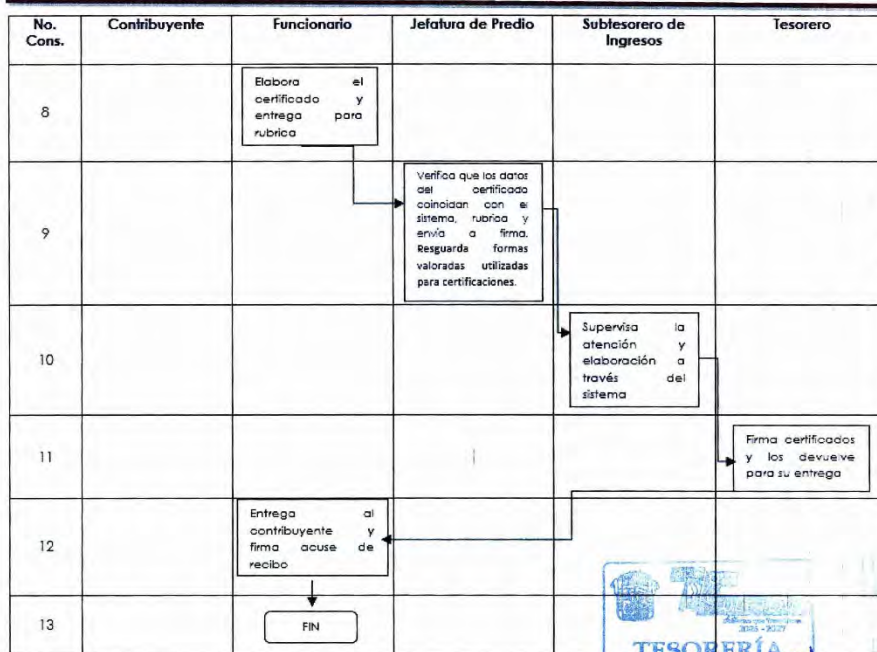 No. Cons.
Contribuyente
Funcionario
Jefatura de Predio
Subtesorero de Ingresos
Tesorero
8
Elabora el
certificado y
entrega para
rubrica
9
Verifica que los datos
del certificado
coincidan con el
sistema, rubrica y
envía a firma.
Resguarda formas
valoradas utilizadas
para certificaciones.
10
Supervisa la
atención y
elaboración a
través del
sistema
11
Firma certificados
y los devuelve
para su entrega
12
Entrega al
contribuyente y
firma acuse de
recibo
13
FIN
2025 - 2027
TESORERÍA